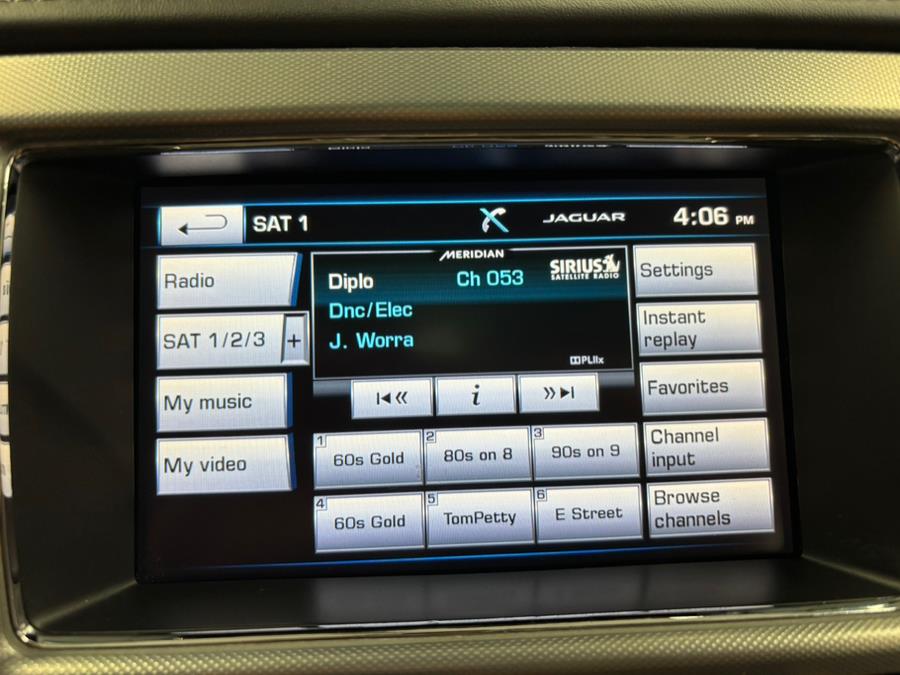 SAT 1
JAGUAR
4:06 PM
Radio
SAT 1/2/3
+
My music
My video
MERIDIAN
Diplo
Ch 053
SIRIUS
SATELLITE RADIO
Dnc/Elec
J. Worra
PLIIx
i
1
60s Gold
2
80s on 8
3
90s on 9
4
60s Gold
5
TomPetty
6
E Street
Settings
Instant
replay
Favorites
Channel
input
Browse
channels